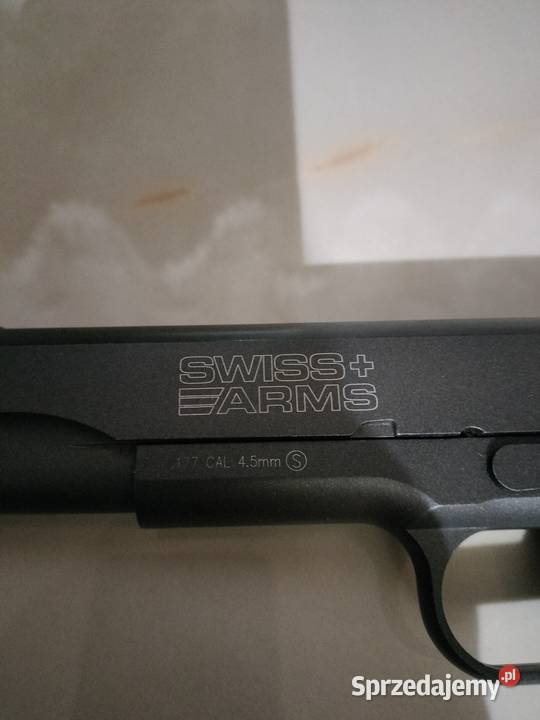 SWISS+
ARMS
.177 CAL 4.5mm Ⓢ
Sprzedajemy.pl